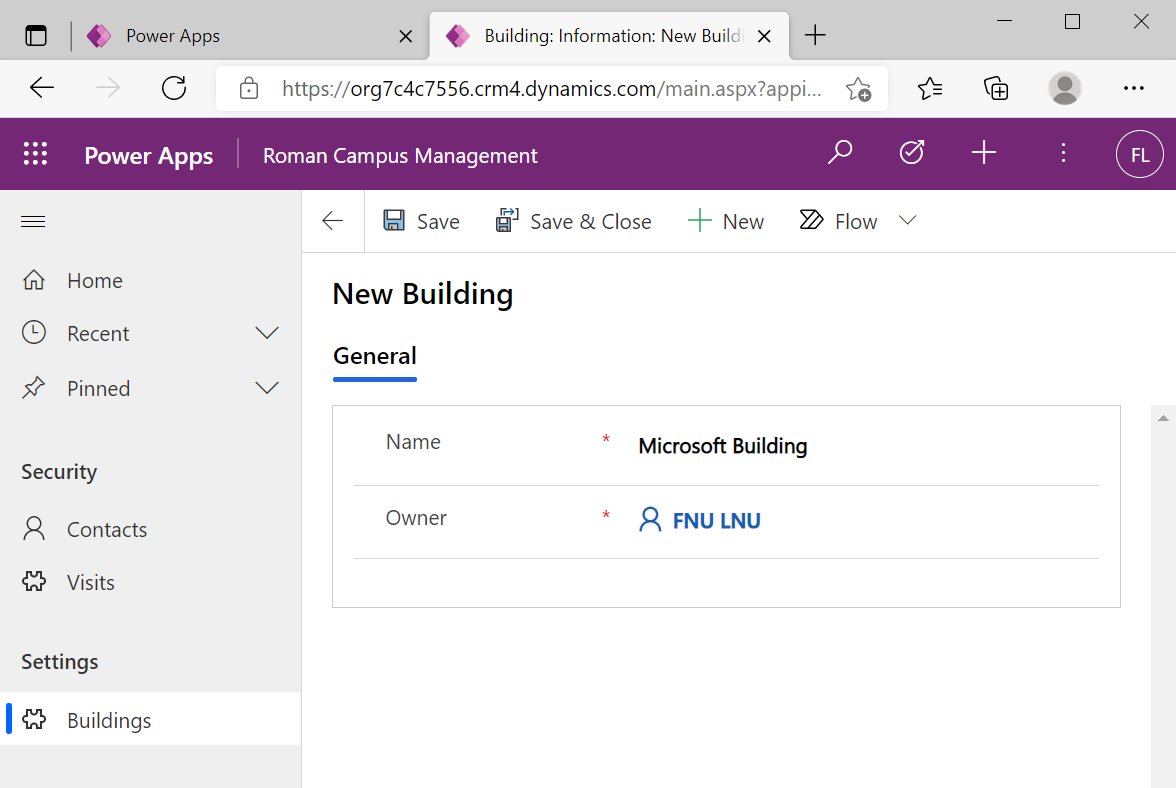 Power Apps
Building: Information: New Buildi
https://org7c4c7556.crm4.dynamics.com/main.aspx?appi...
Power Apps
Roman Campus Management
FL
Save
Save & Close
New
Flow
Home
Recent
Pinned
Security
Contacts
Visits
Settings
Buildings
New Building
General
Name * Microsoft Building
Owner * FNU LNU